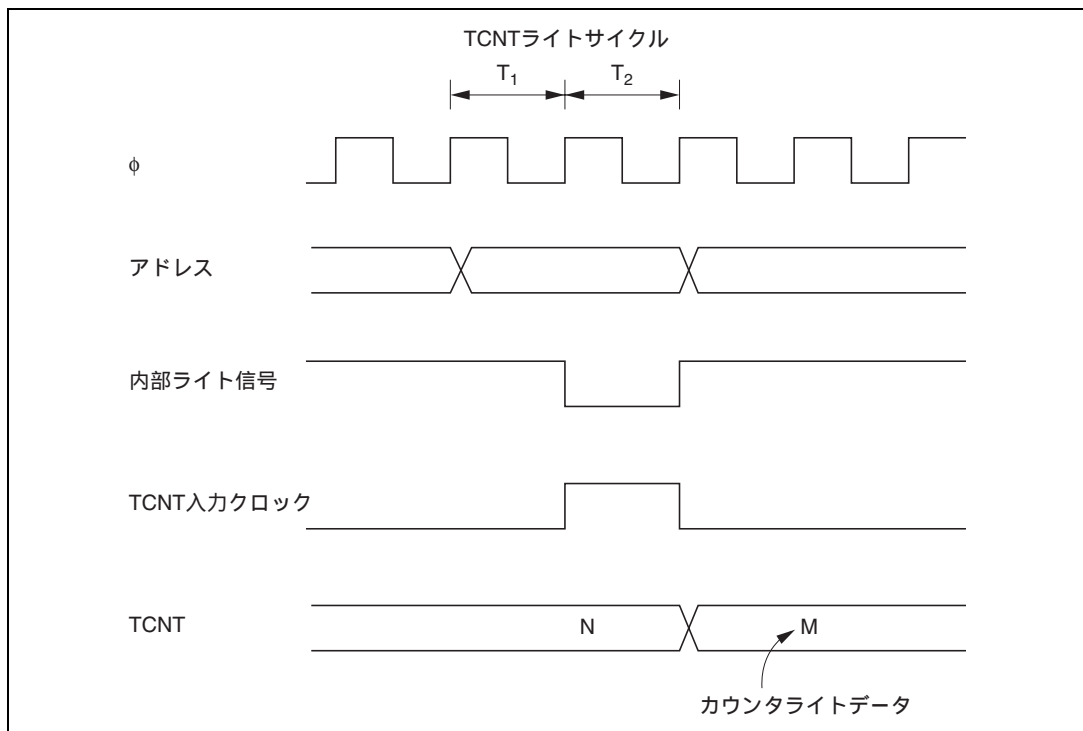 TCNTライトサイクル
T1 T2
φ
アドレス
内部ライト信号
TCNT入力クロック
TCNT N M
カウンタライトデータ